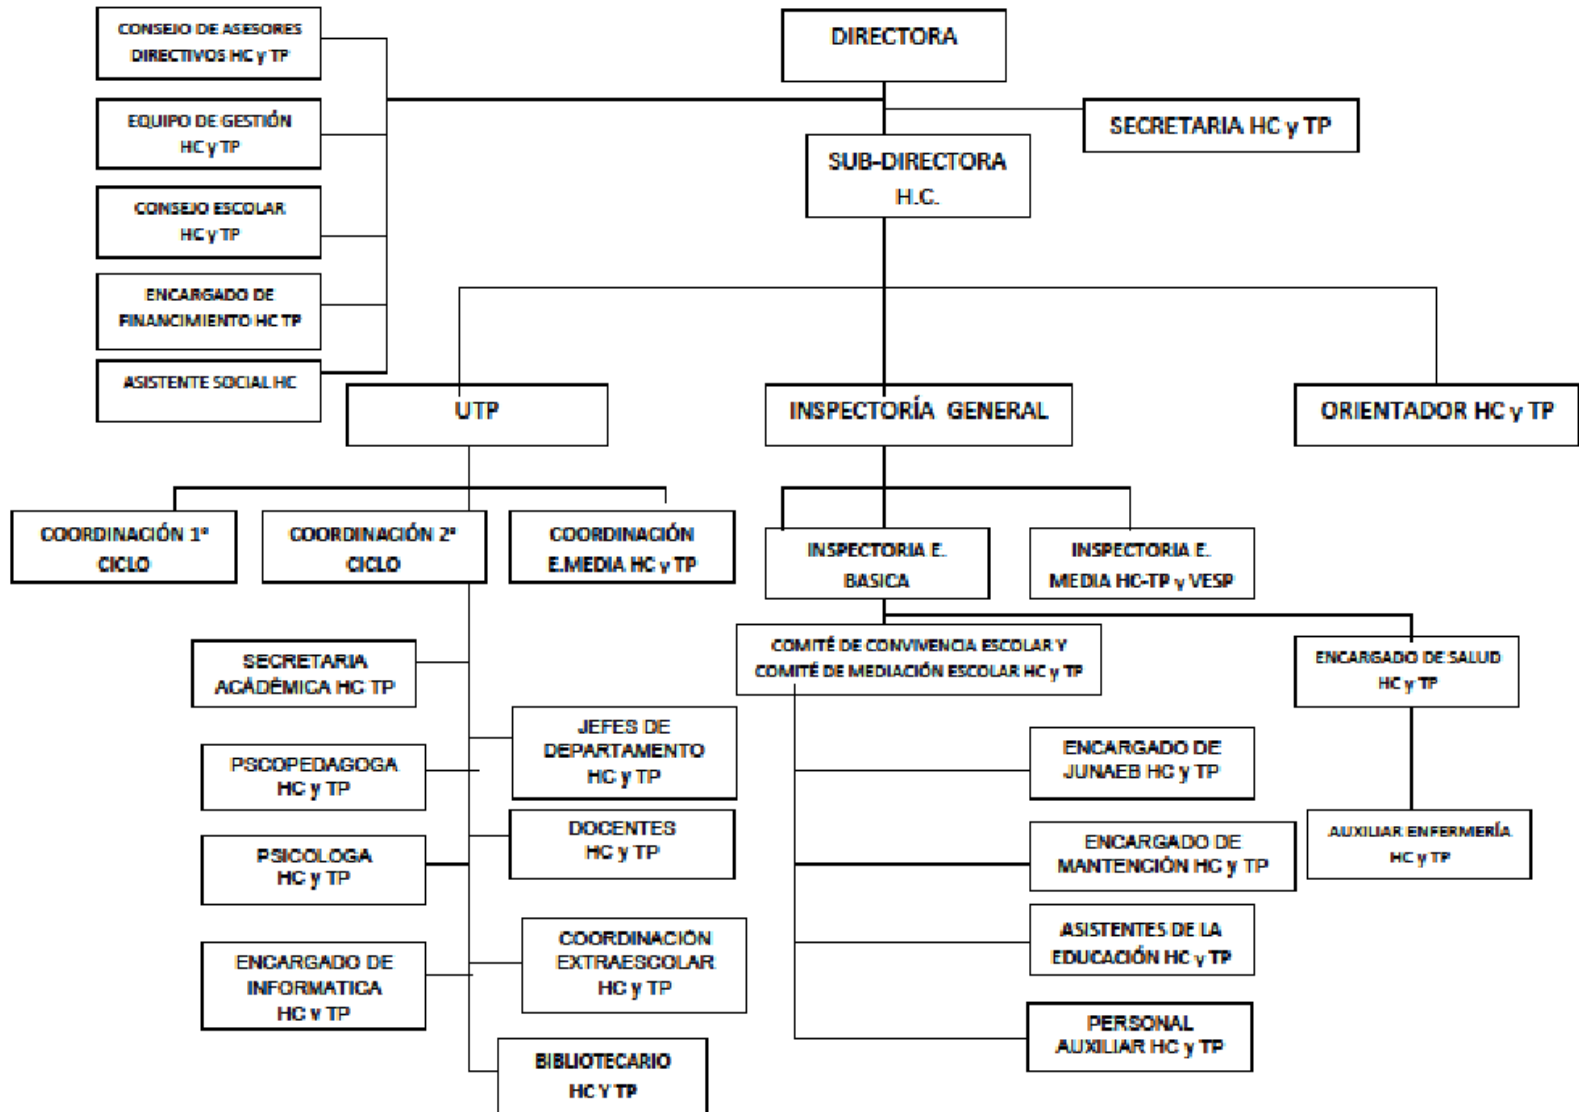 CONSEJO DE ASESORES
DIRECTIVOS HC y TP
DIRECTORA
EQUIPO DE GESTIÓN
HC y TP
SECRETARIA HC y TP
SUB-DIRECTORA
H.C.
CONSEJO ESCOLAR
HC y TP
ENCARGADO DE
FINANCIMIENTO HC TP
ASISTENTE SOCIAL HC
UTP
INSPECTORÍA GENERAL
ORIENTADOR HC y TP
COORDINACIÓN 1º
CICLO
COORDINACIÓN 2º
CICLO
COORDINACIÓN
E.MEDIA HC y TP
INSPECTORIA E.
BASICA
INSPECTORIA E.
MEDIA HC-TP y VESP
SECRETARIA
ACÁDÉMICA HC TP
COMITÉ DE CONVIVENCIA ESCOLAR Y
COMITÉ DE MEDIACIÓN ESCOLAR HC y TP
ENCARGADO DE SALUD
HC y TP
PSCOPEDAGOGA
HC y TP
JEFES DE
DEPARTAMENTO
HC y TP
ENCARGADO DE
JUNAEB HC y TP
PSICOLOGA
HC y TP
DOCENTES
HC y TP
ENCARGADO DE
MANTENCIÓN HC y TP
AUXILIAR ENFERMERÍA
HC y TP
ENCARGADO DE
INFORMATICA
HC y TP
COORDINACIÓN
EXTRAESCOLAR
HC y TP
ASISTENTES DE LA
EDUCACIÓN HC y TP
BIBLIOTECARIO
HC Y TP
PERSONAL
AUXILIAR HC y TP